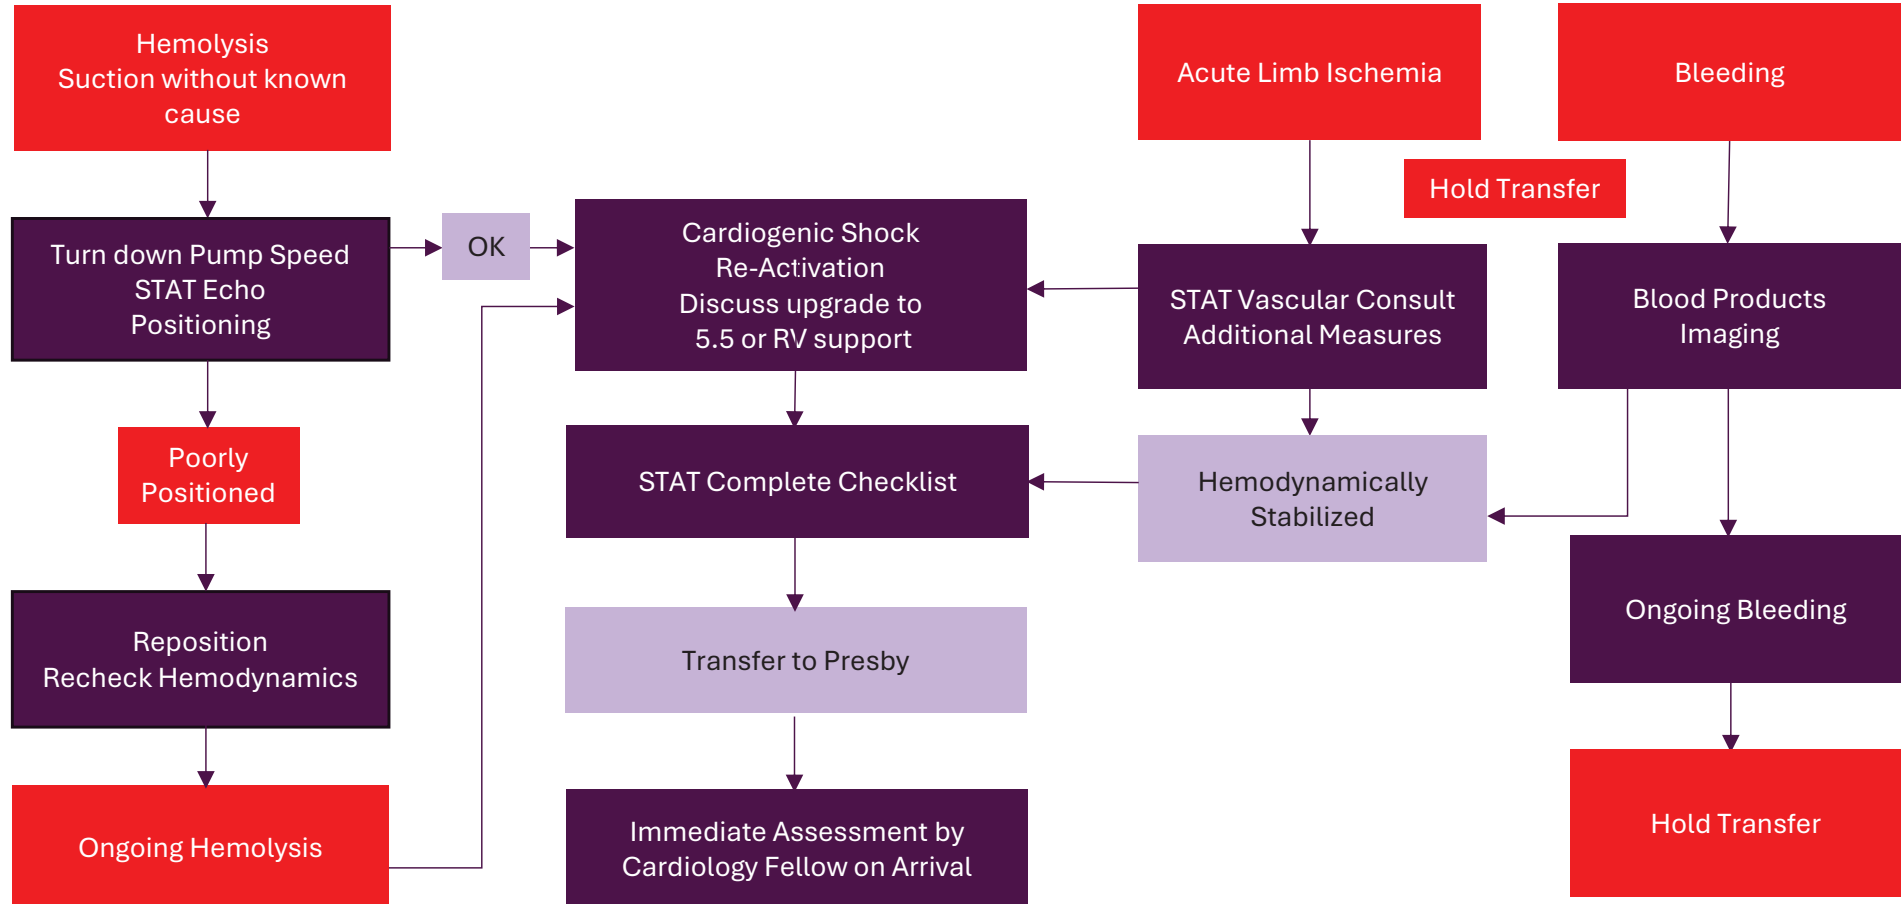 Hemolysis
Suction without known
cause
Acute Limb Ischemia
Bleeding
Hold Transfer
Turn down Pump Speed
STAT Echo
Positioning
OK
Cardiogenic Shock
Re-Activation
Discuss upgrade to
5.5 or RV support
STAT Vascular Consult
Additional Measures
Blood Products
Imaging
Poorly
Positioned
STAT Complete Checklist
Hemodynamically
Stabilized
Reposition
Recheck Hemodynamics
Transfer to Presby
Ongoing Bleeding
Ongoing Hemolysis
Immediate Assessment by
Cardiology Fellow on Arrival
Hold Transfer